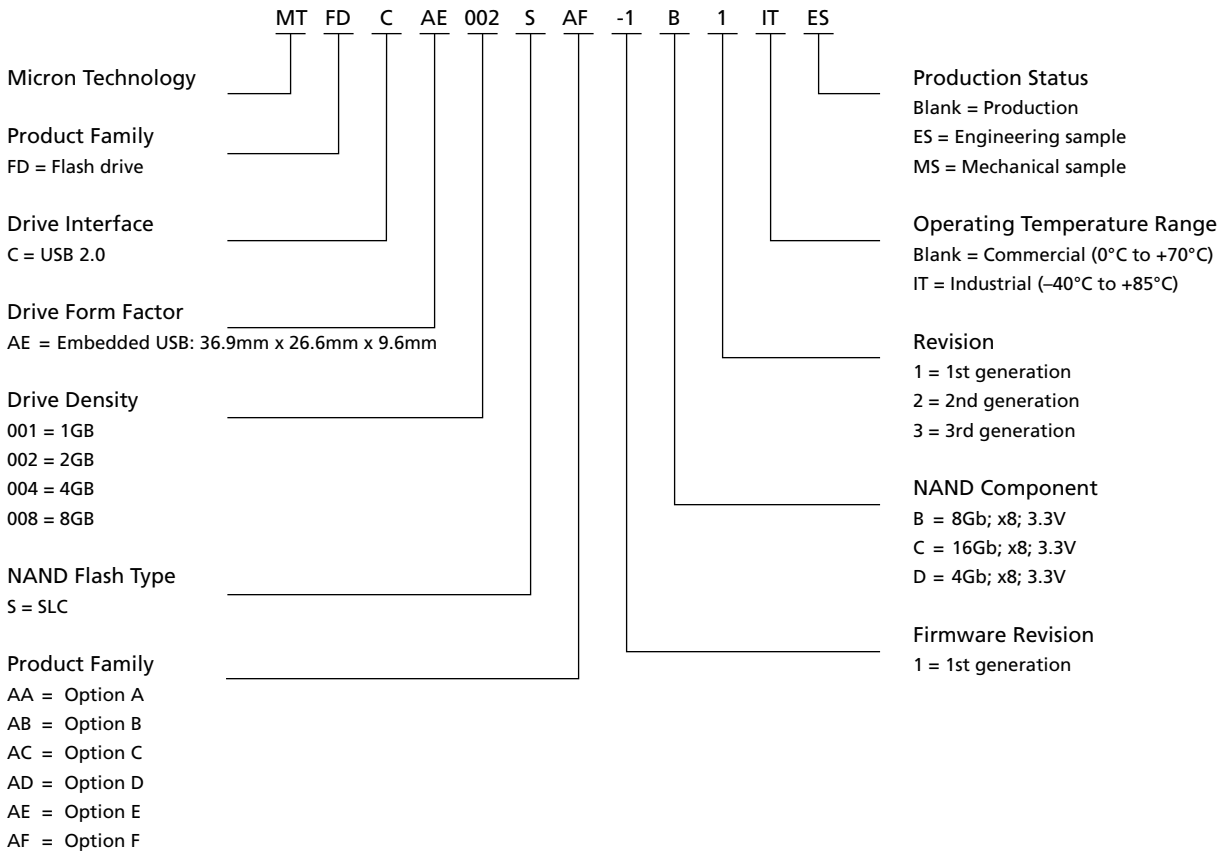 MT FD C AE 002 S AF -1 B 1 IT ES
Micron Technology
Product Family
FD = Flash drive
Drive Interface
C = USB 2.0
Drive Form Factor
AE = Embedded USB: 36.9mm x 26.6mm x 9.6mm
Drive Density
001 = 1GB
002 = 2GB
004 = 4GB
008 = 8GB
NAND Flash Type
S = SLC
Product Family
AA = Option A
AB = Option B
AC = Option C
AD = Option D
AE = Option E
AF = Option F
Production Status
Blank = Production
ES = Engineering sample
MS = Mechanical sample
Operating Temperature Range
Blank = Commercial (0°C to +70°C)
IT = Industrial (–40°C to +85°C)
Revision
1 = 1st generation
2 = 2nd generation
3 = 3rd generation
NAND Component
B = 8Gb; x8; 3.3V
C = 16Gb; x8; 3.3V
D = 4Gb; x8; 3.3V
Firmware Revision
1 = 1st generation